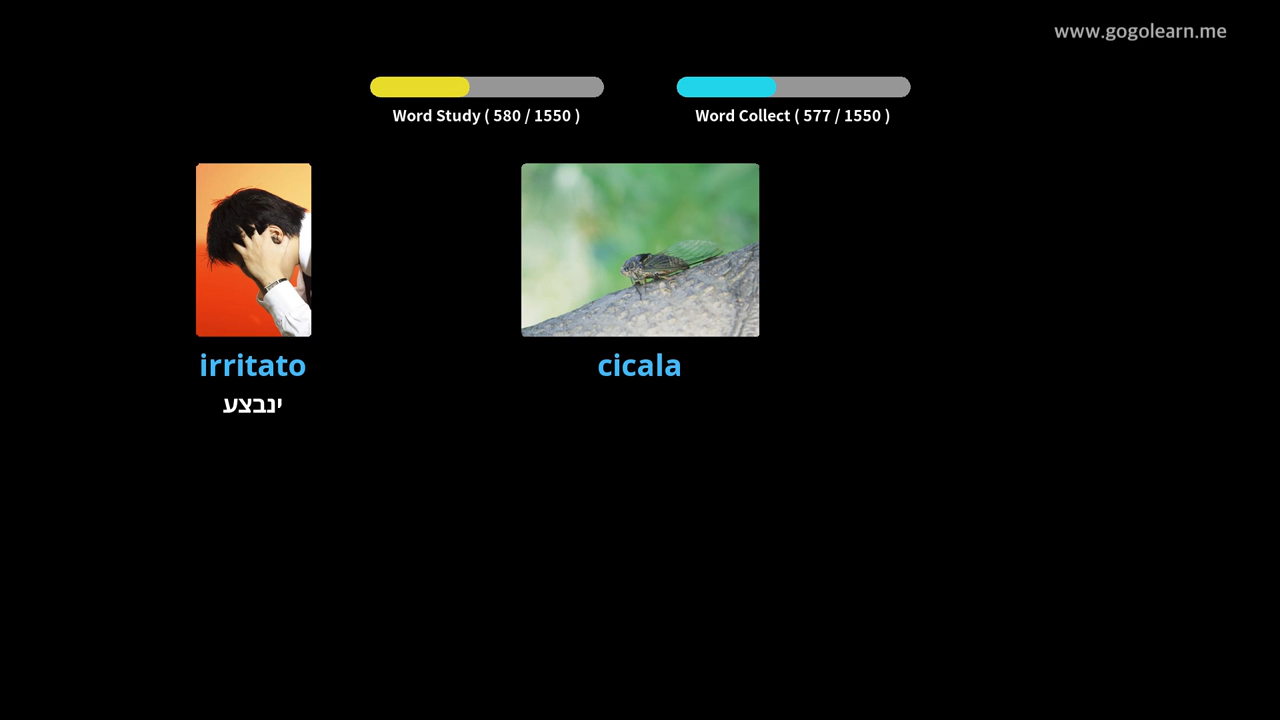 www.gogolearn.me
Word Study ( 580 / 1550 )
Word Collect ( 577 / 1550 )
irritato
ינבצע
cicala